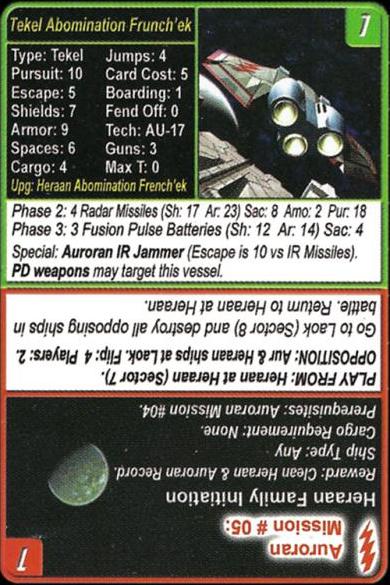 Tekel Abomination Frunch'ek
1
Type: Tekel Jumps: 4
Pursuit: 10 Card Cost: 5
Escape: 5 Boarding: 1
Shields: 7 Fend Off: 0
Armor: 9 Tech: AU-17
Spaces: 6 Guns: 3
Cargo: 4 Max T: 0
Upg: Heraan Abomination French'ek
Phase 2: 4 Radar Missiles (Sh: 17 Ar: 23) Sac: 8 Amo: 2 Pur: 18
Phase 3: 3 Fusion Pulse Batteries (Sh: 12 Ar: 14) Sac: 4
Special: Auroran IR Jammer (Escape is 10 vs IR Missiles).
PD weapons may target this vessel.
Auroran
Mission # 05:
1
Heraan Family Initiation
Reward: Clean Heraan & Auroran Record.
Ship Type: Any
Cargo Requirement: None.
Prerequisites: Auroran Mission #04.
PLAY FROM: Heraan at Heraan (Sector 7).
OPPOSITION: Aur & Heraan ships at Laok. Flip: 4 Players: 2.
Go to Laok (Sector 8) and destroy all opposing ships in
battle. Return to Heraan at Heraan.